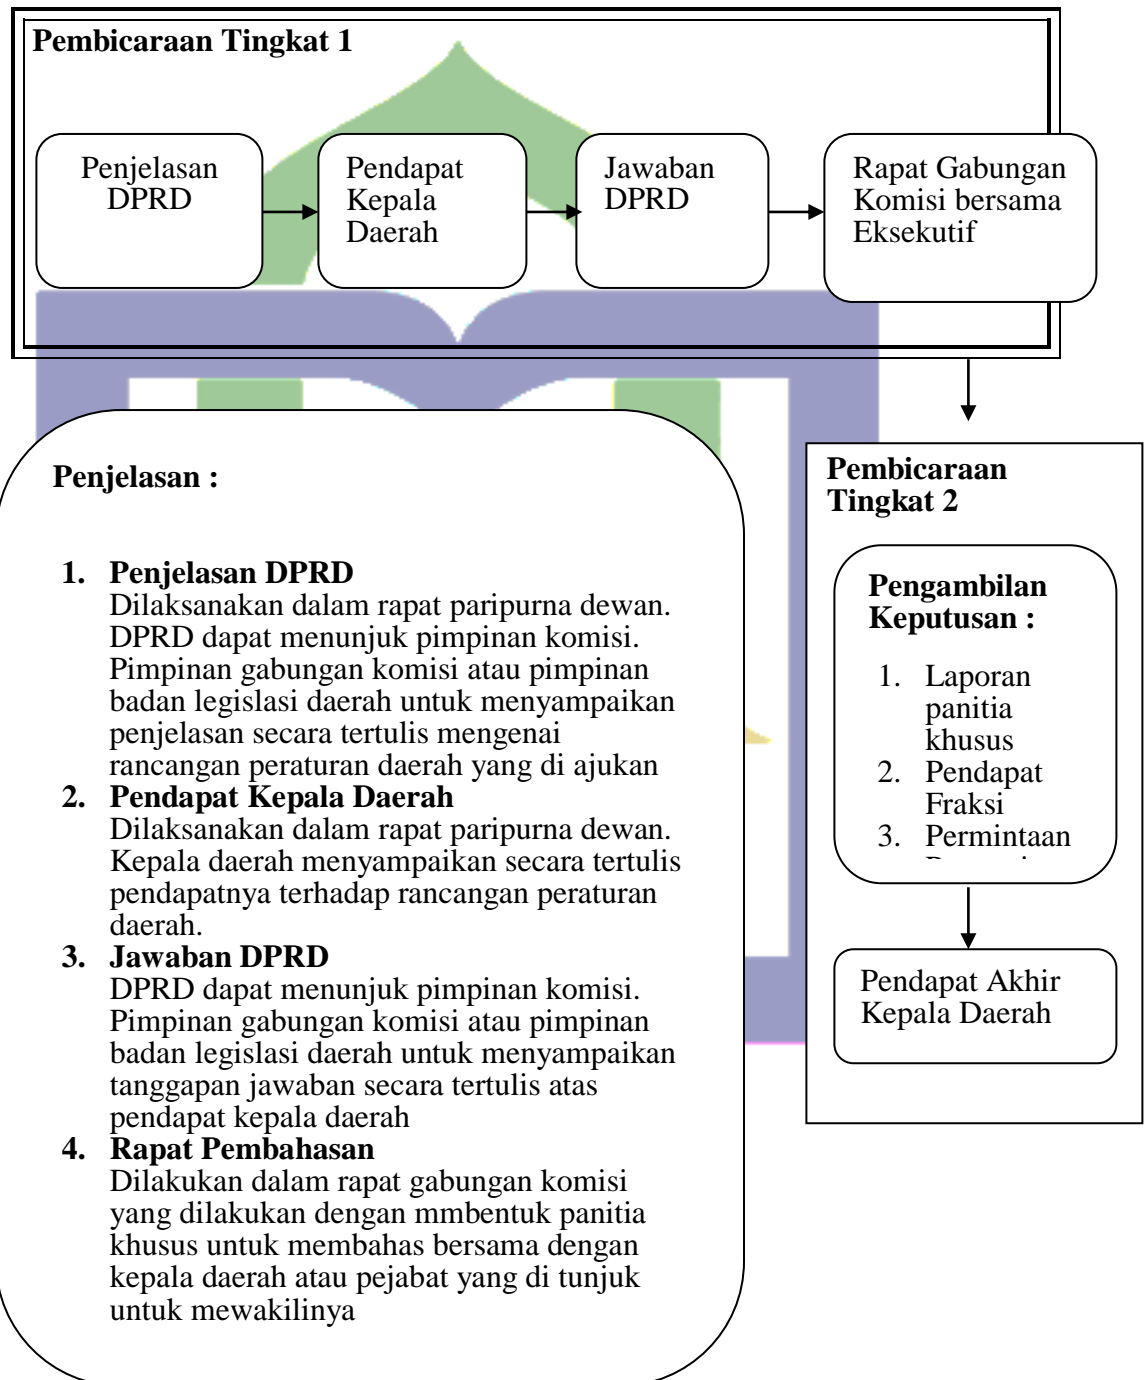 Pembicaraan Tingkat 1
Penjelasan
DPRD
Pendapat
Kepala
Daerah
Jawaban
DPRD
Rapat Gabungan
Komisi bersama
Eksekutif
Penjelasan :
1. Penjelasan DPRD
Dilaksanakan dalam rapat paripurna dewan.
DPRD dapat menunjuk pimpinan komisi.
Pimpinan gabungan komisi atau pimpinan
badan legislasi daerah untuk menyampaikan
penjelasan secara tertulis mengenai
rancangan peraturan daerah yang di ajukan
2. Pendapat Kepala Daerah
Dilaksanakan dalam rapat paripurna dewan.
Kepala daerah menyampaikan secara tertulis
pendapatnya terhadap rancangan peraturan
daerah.
3. Jawaban DPRD
DPRD dapat menunjuk pimpinan komisi.
Pimpinan gabungan komisi atau pimpinan
badan legislasi daerah untuk menyampaikan
tanggapan jawaban secara tertulis atas
pendapat kepala daerah
4. Rapat Pembahasan
Dilakukan dalam rapat gabungan komisi
yang dilakukan dengan mmbentuk panitia
khusus untuk membahas bersama dengan
kepala daerah atau pejabat yang di tunjuk
untuk mewakilinya
Pembicaraan
Tingkat 2
Pengambilan
Keputusan :
1. Laporan
panitia
khusus
2. Pendapat
Fraksi
3. Permintaan
Pendapat Akhir
Kepala Daerah